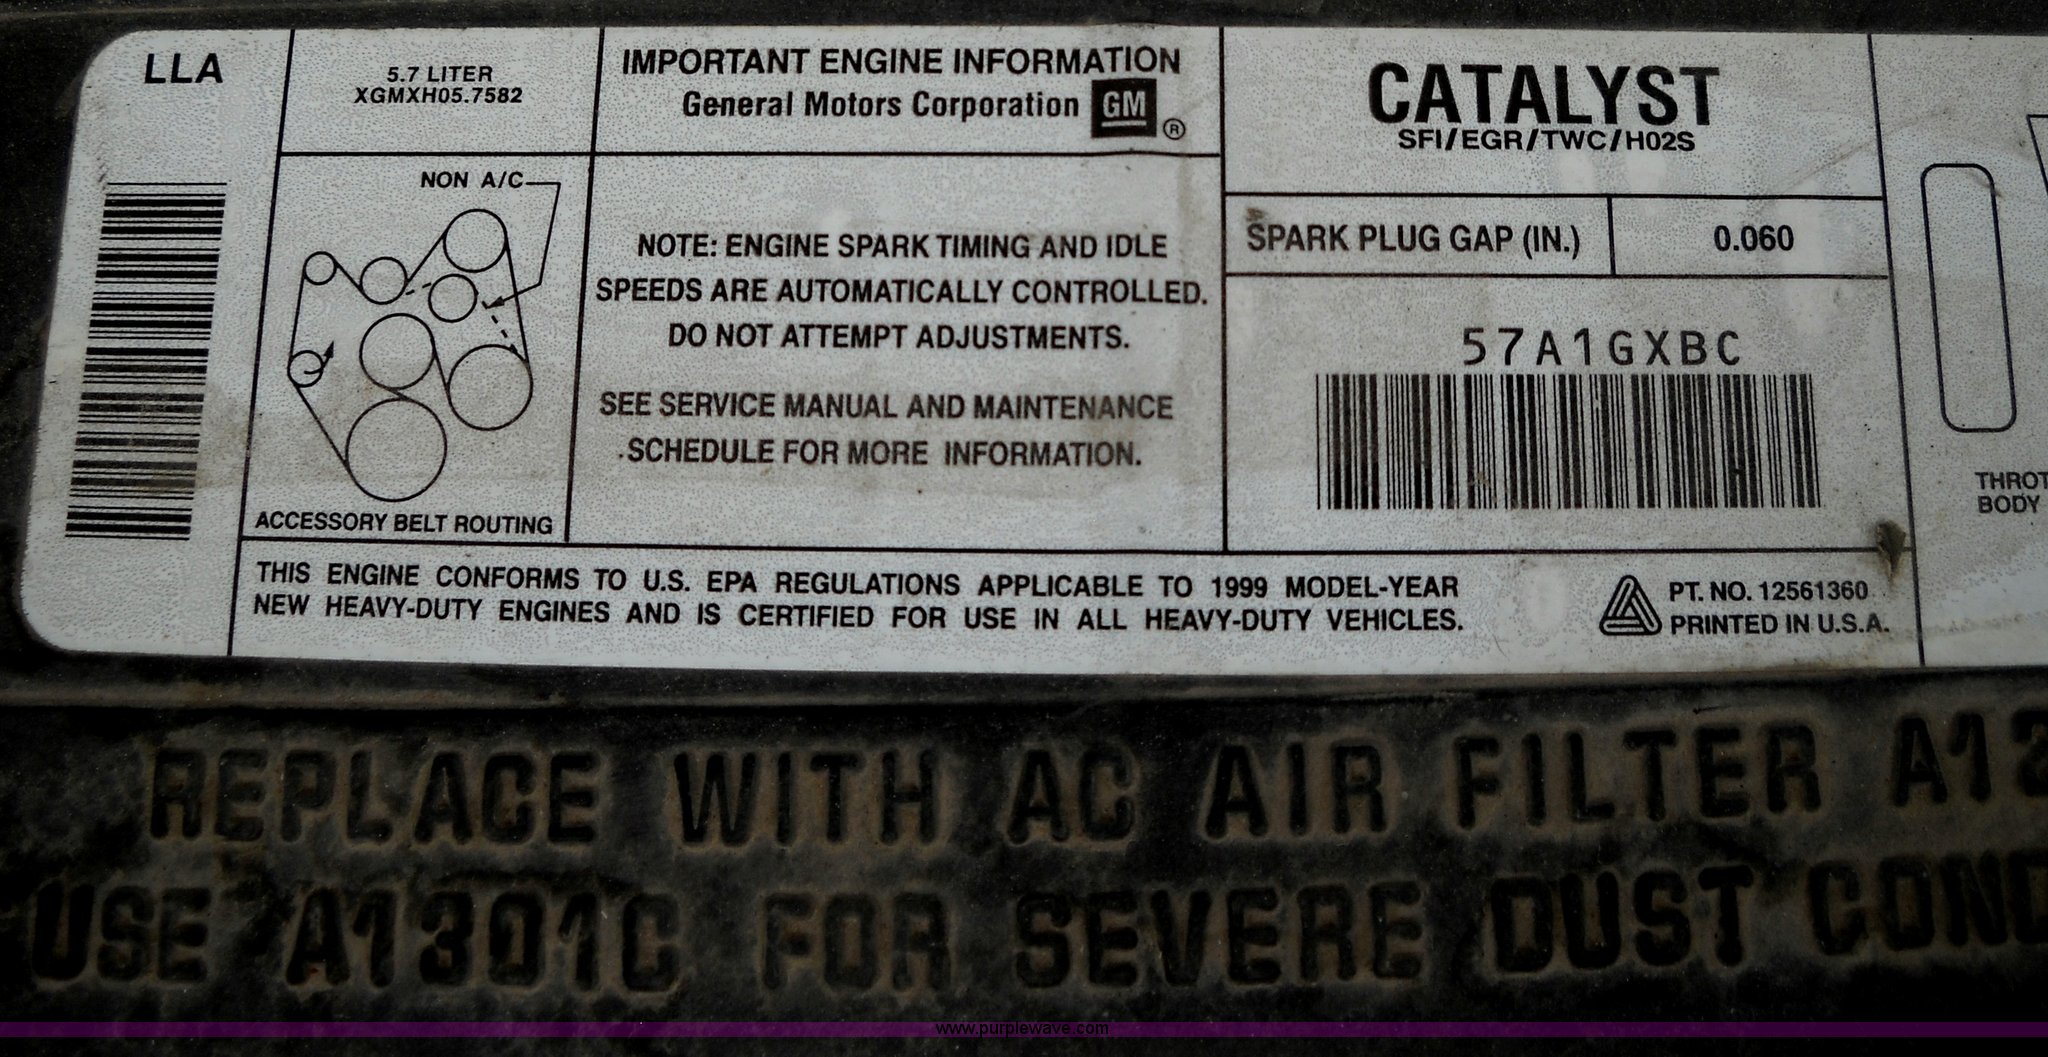 LLA
5.7 LITER
XGMXH05.7582
IMPORTANT ENGINE INFORMATION
General Motors Corporation GM ®
CATALYST
SFI/EGR/TWC/H02S
NON A/C
ACCESSORY BELT ROUTING
NOTE: ENGINE SPARK TIMING AND IDLE
SPEEDS ARE AUTOMATICALLY CONTROLLED.
DO NOT ATTEMPT ADJUSTMENTS.
SEE SERVICE MANUAL AND MAINTENANCE
SCHEDULE FOR MORE INFORMATION.
SPARK PLUG GAP (IN.) 0.060
57A1GXBC
THROT
BODY
THIS ENGINE CONFORMS TO U.S. EPA REGULATIONS APPLICABLE TO 1999 MODEL-YEAR
NEW HEAVY-DUTY ENGINES AND IS CERTIFIED FOR USE IN ALL HEAVY-DUTY VEHICLES.
PT. NO. 12561360
PRINTED IN U.S.A.
REPLACE WITH AC AIR FILTER A13
USE A1301C FOR SEVERE DUST COND
www.purplewave.com